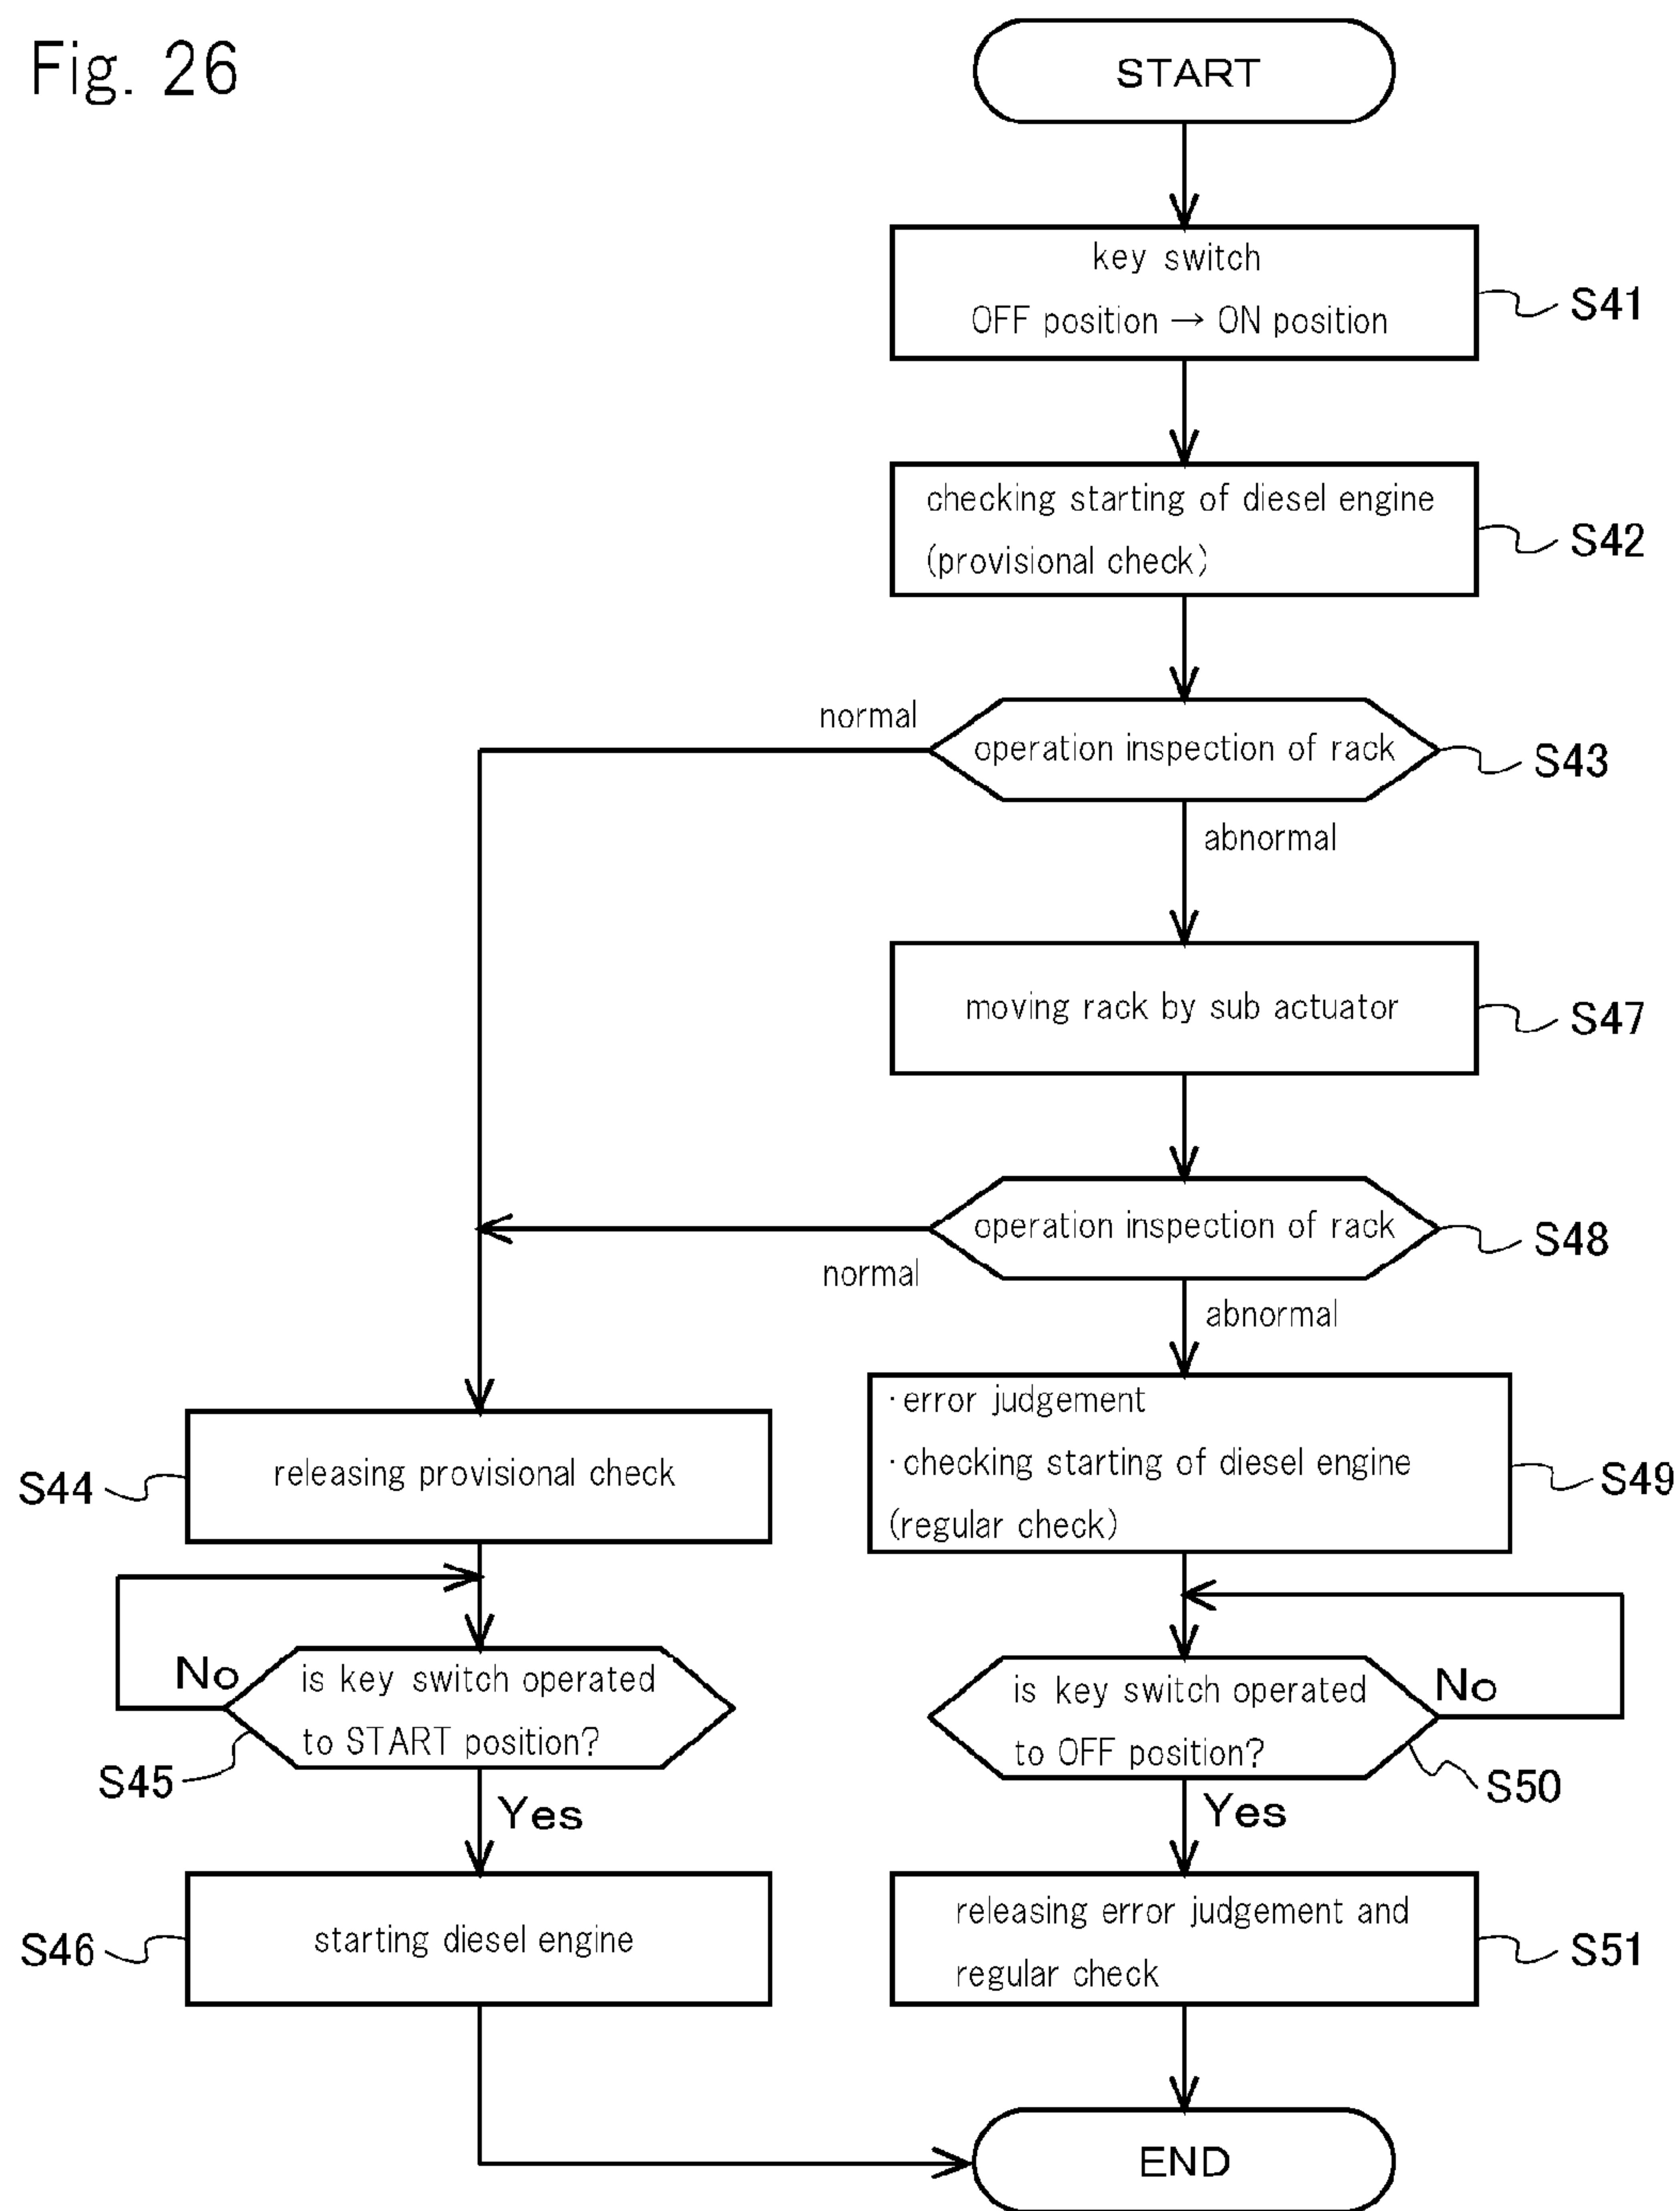 Fig. 26
START
key switch
OFF position → ON position
S41
checking starting of diesel engine
(provisional check)
S42
normal
operation inspection of rack
S43
abnormal
moving rack by sub actuator
S47
operation inspection of rack
S48
normal
abnormal
S44
releasing provisional check
・error judgement
・checking starting of diesel engine
(regular check)
S49
No
is key switch operated
to START position?
S45
Yes
is key switch operated
to OFF position?
No
S50
Yes
S46
starting diesel engine
releasing error judgement and
regular check
S51
END